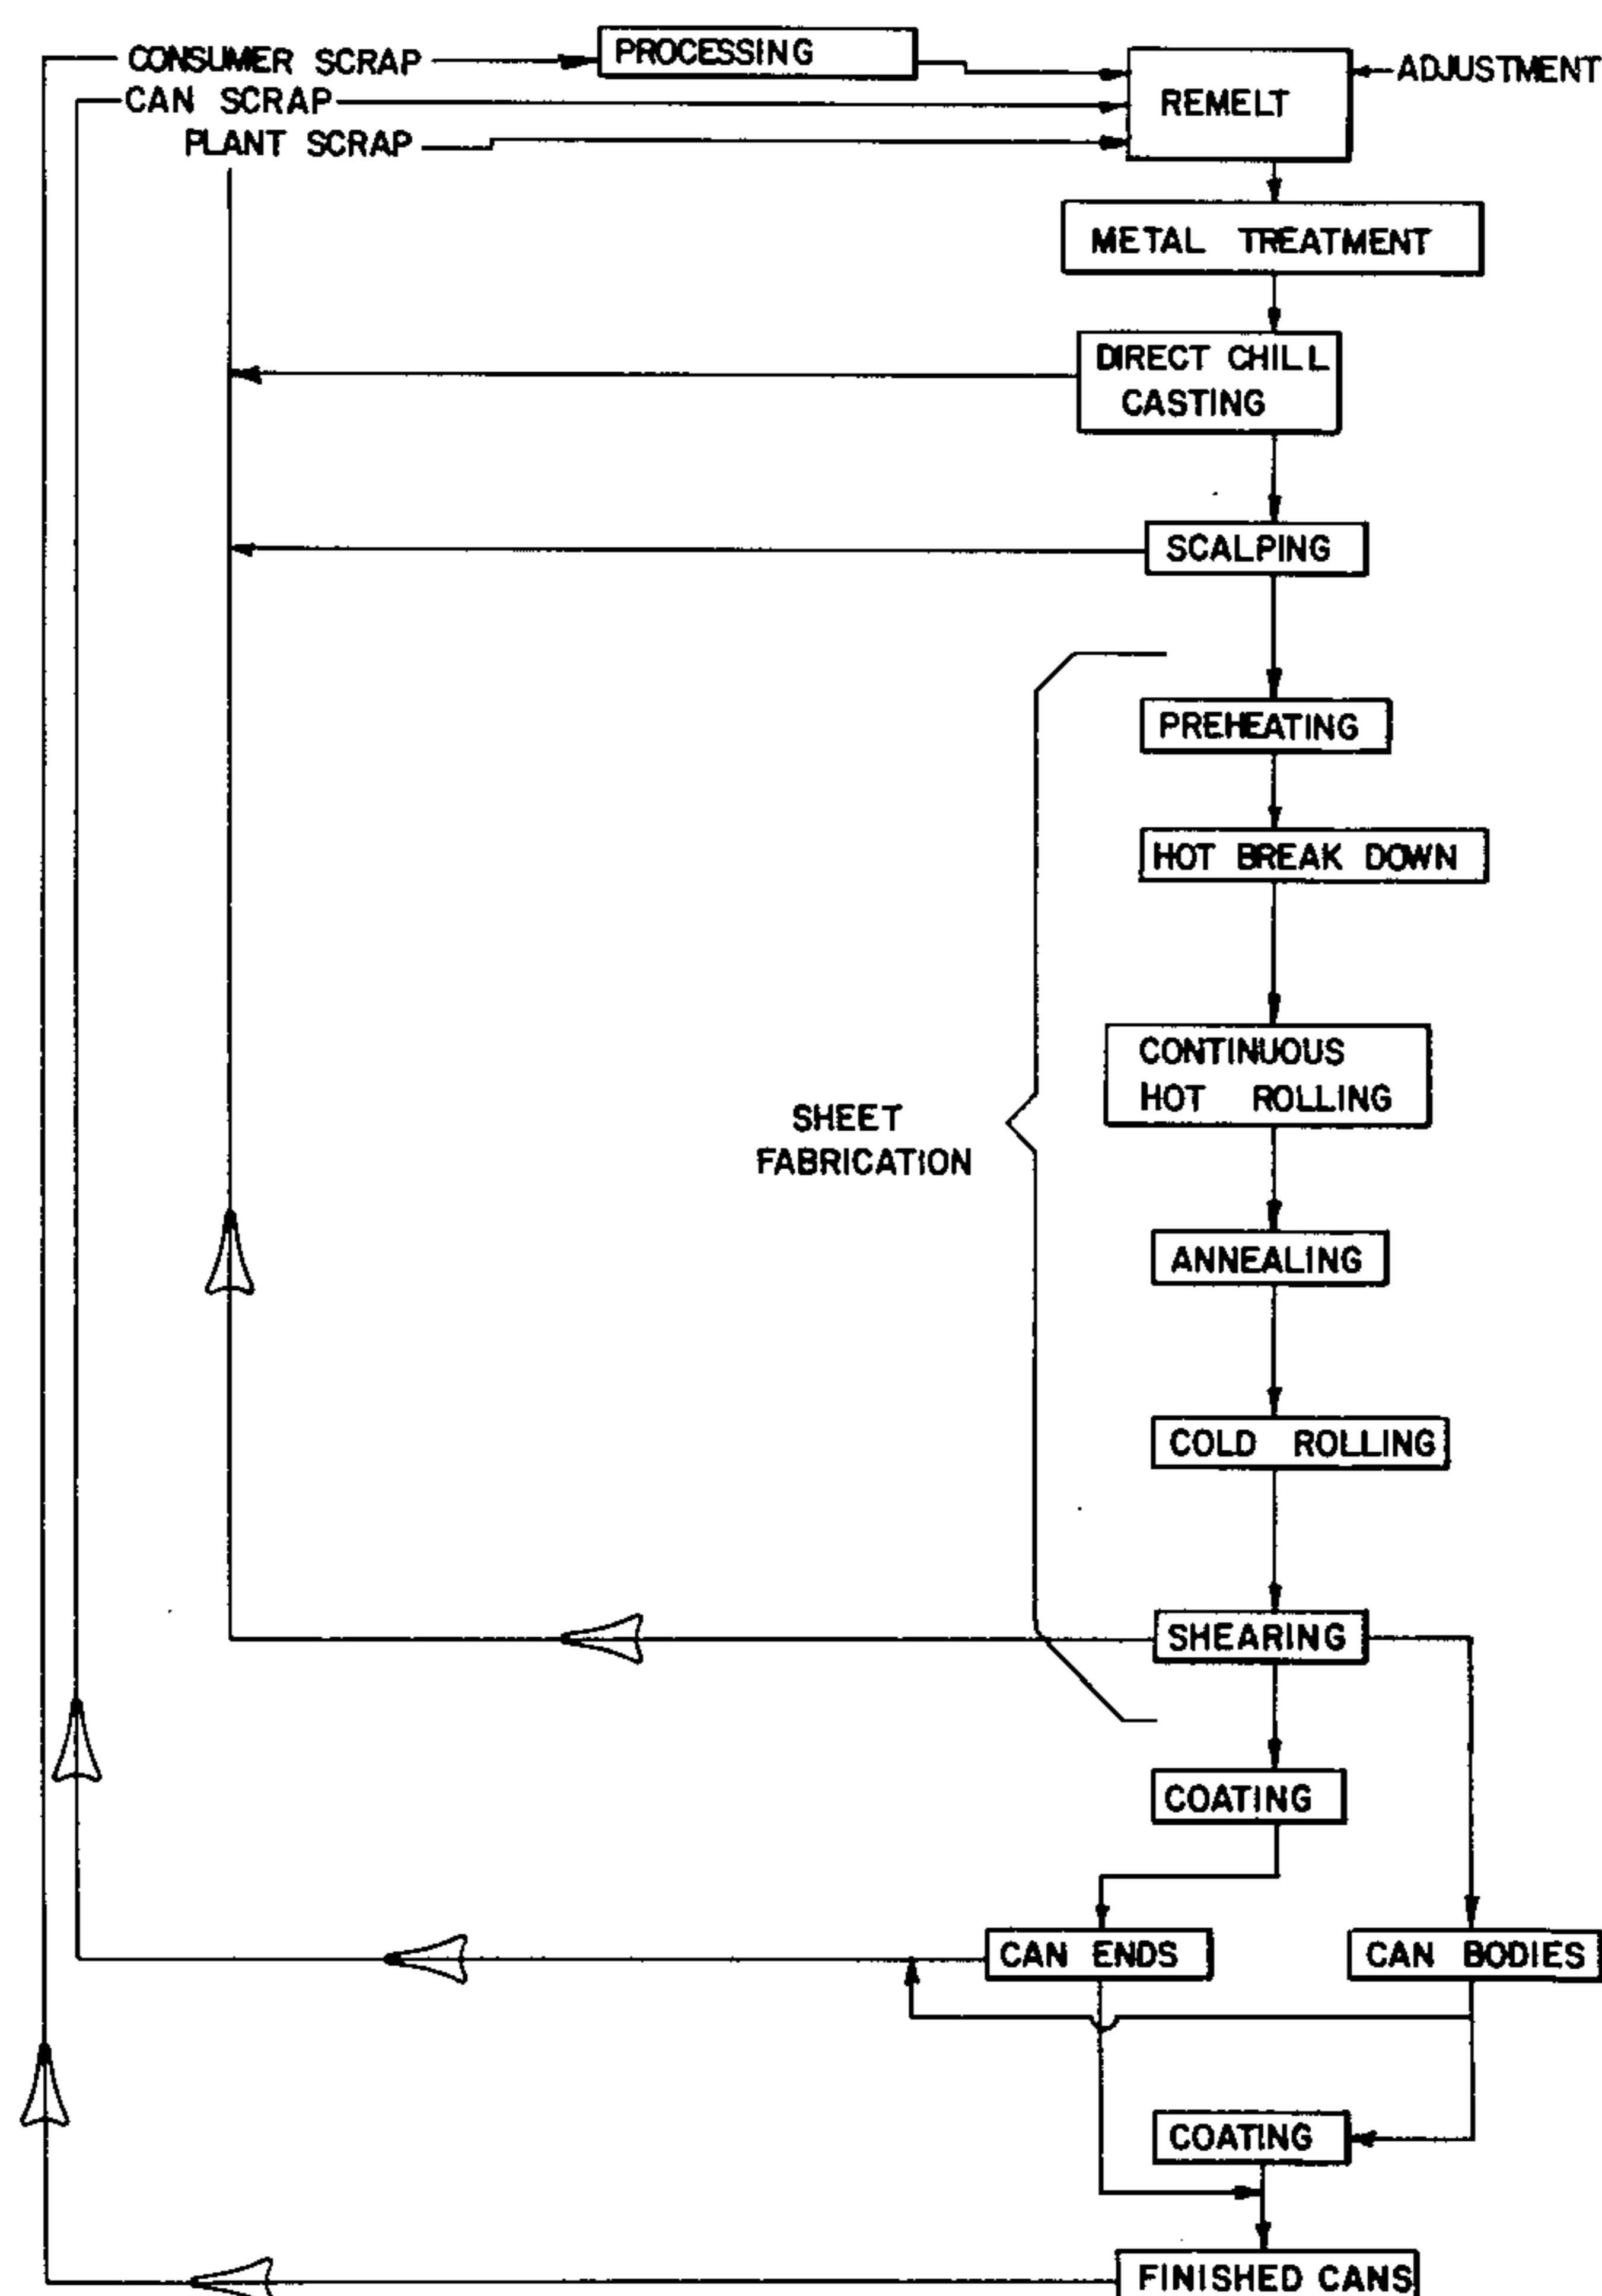 CONSUMER SCRAP
PROCESSING
REMELT
ADJUSTMENT
CAN SCRAP
PLANT SCRAP
METAL TREATMENT
DIRECT CHILL
CASTING
SCALPING
PREHEATING
HOT BREAK DOWN
CONTINUOUS
HOT ROLLING
SHEET
FABRICATION
ANNEALING
COLD ROLLING
SHEARING
COATING
CAN ENDS
CAN BODIES
COATING
FINISHED CANS